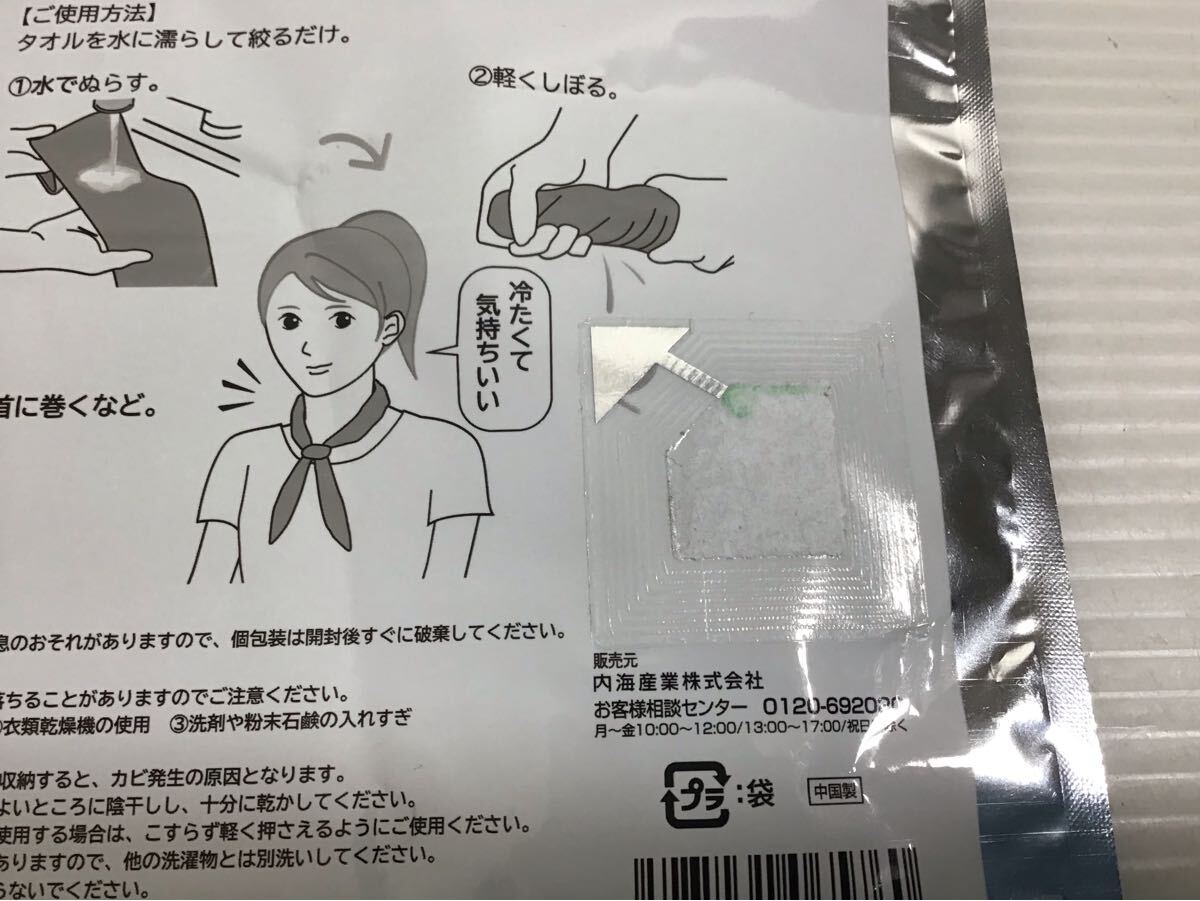 【ご使用方法】
タオルを水に濡らして絞るだけ。
①水でぬらす。
②軽くしぼる。
冷たくて
気持ちいい
首に巻くなど。
息のおそれがありますので、個包装は開封後すぐに破棄してください。
落ちることがありますのでご注意ください。
衣類乾燥機の使用 ③洗剤や粉末石鹸の入れすぎ
収納すると、カビ発生の原因となります。
よいところに陰干しし、十分に乾かしてください。
使用する場合は、こすらず軽く押さえるようにご使用ください。
ありますので、他の洗濯物とは別洗いしてください。
らないでください。
販売元
内海産業株式会社
お客様相談センター 0120-6920
月～金10:00～12:00/13:00～17:00/祝日除く
プラ:袋
中国製